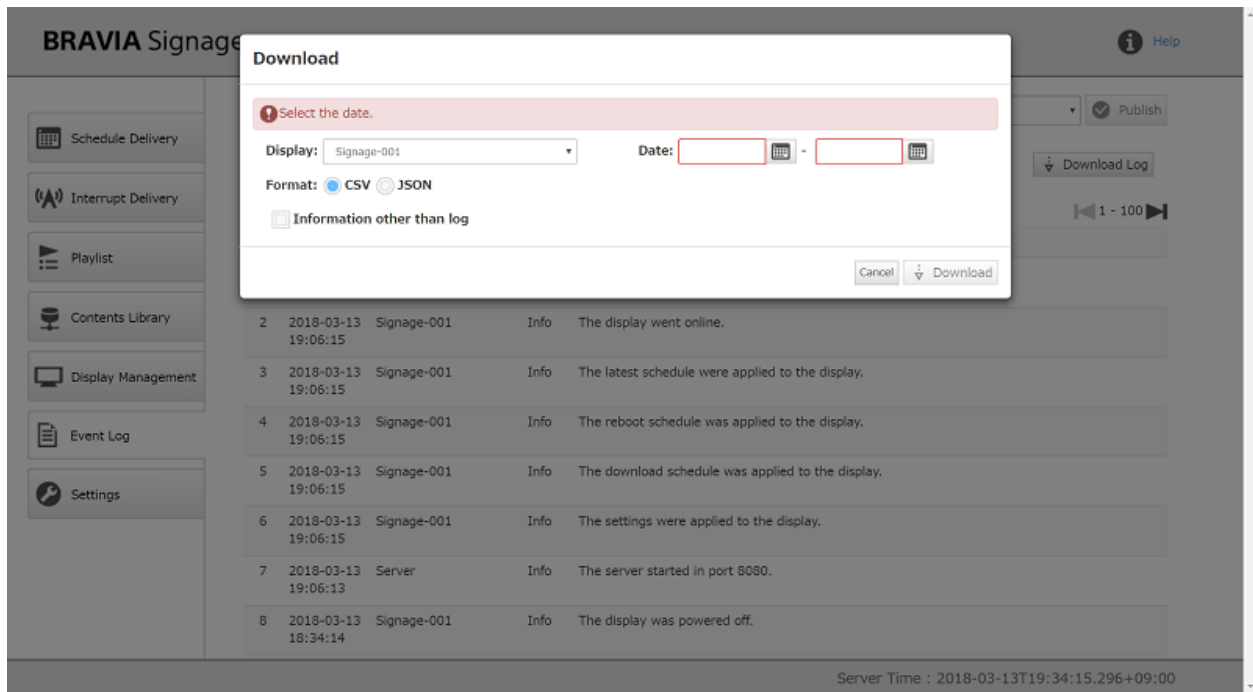 BRAVIA Signage
Help
Download
Select the date.
Display: Signage-001 Date: -
Format: CSV JSON
Information other than log
Cancel Download
Publish
Download Log
1 - 100
Schedule Delivery
Interrupt Delivery
Playlist
Contents Library
Display Management
Event Log
Settings
2 2018-03-13 Signage-001 Info The display went online.
19:06:15
3 2018-03-13 Signage-001 Info The latest schedule were applied to the display.
19:06:15
4 2018-03-13 Signage-001 Info The reboot schedule was applied to the display.
19:06:15
5 2018-03-13 Signage-001 Info The download schedule was applied to the display.
19:06:15
6 2018-03-13 Signage-001 Info The settings were applied to the display.
19:06:15
7 2018-03-13 Server Info The server started in port 8080.
19:06:13
8 2018-03-13 Signage-001 Info The display was powered off.
18:34:14
Server Time : 2018-03-13T19:34:15.296+09:00